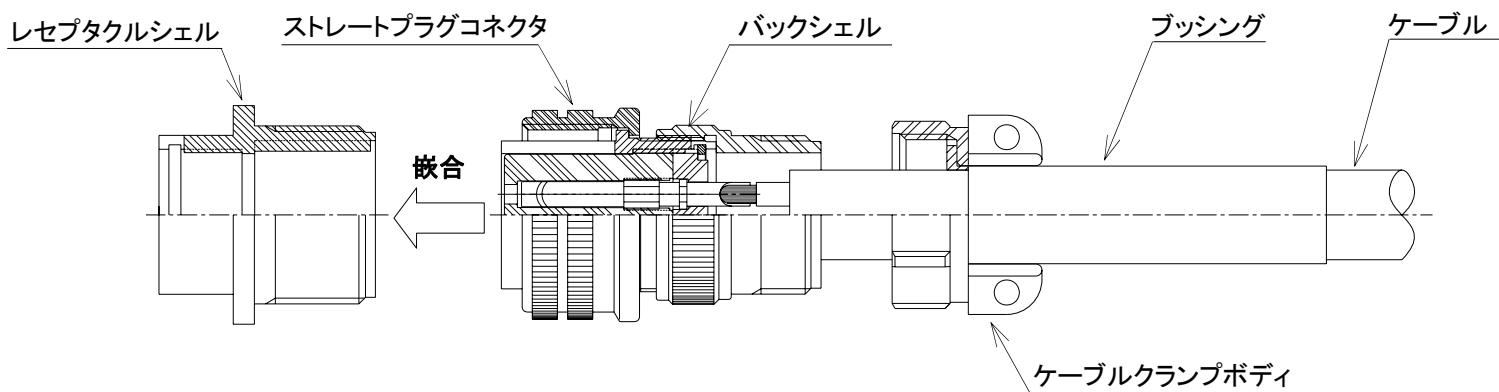 レセプタクルシェル
ストレートプラグコネクタ
バックシェル
ブッシング
ケーブル
嵌合
ケーブルクランプボディ